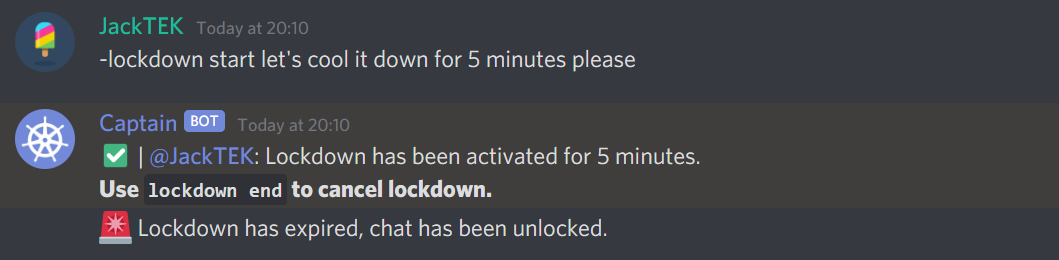 JackTEK Today at 20:10
-lockdown start let's cool it down for 5 minutes please
Captain BOT Today at 20:10
✅ | @JackTEK: Lockdown has been activated for 5 minutes.
Use lockdown end to cancel lockdown.
🚨 Lockdown has expired, chat has been unlocked.